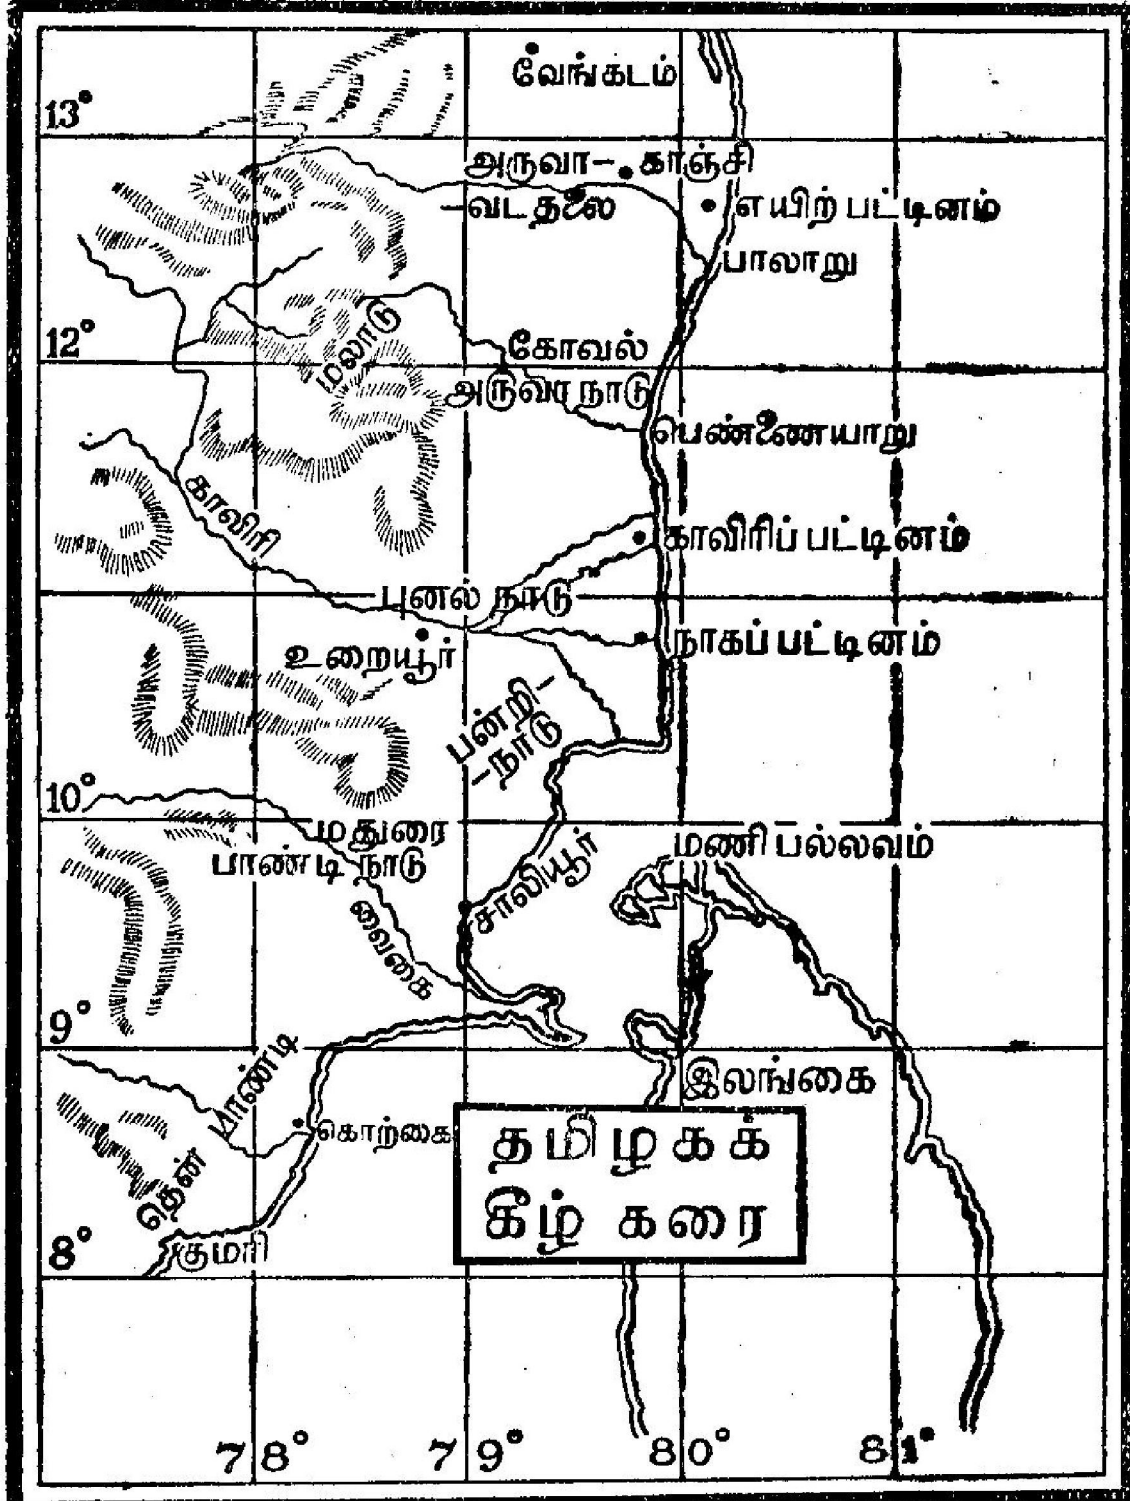 வேங்கடம்
13°
அருவா- காஞ்சி
-வடதலை
எயிற் பட்டினம்
பாலாறு
மலாடு
12°
கோவல்
அருவா நாடு
பெண்ணையாறு
காவிரி
காவிரிப் பட்டினம்
புனல் நாடு
உறையூர்
நாகப் பட்டினம்
பன்றி-
-நாடு
10°
மதுரை
பாண்டி நாடு
மணி பல்லவம்
சாலியூர்
வைகை
9°
தென் பாண்டி
இலங்கை
கொற்கை
தமிழகக்
கீழ் கரை
8°
குமரி
78° 79° 80° 81°